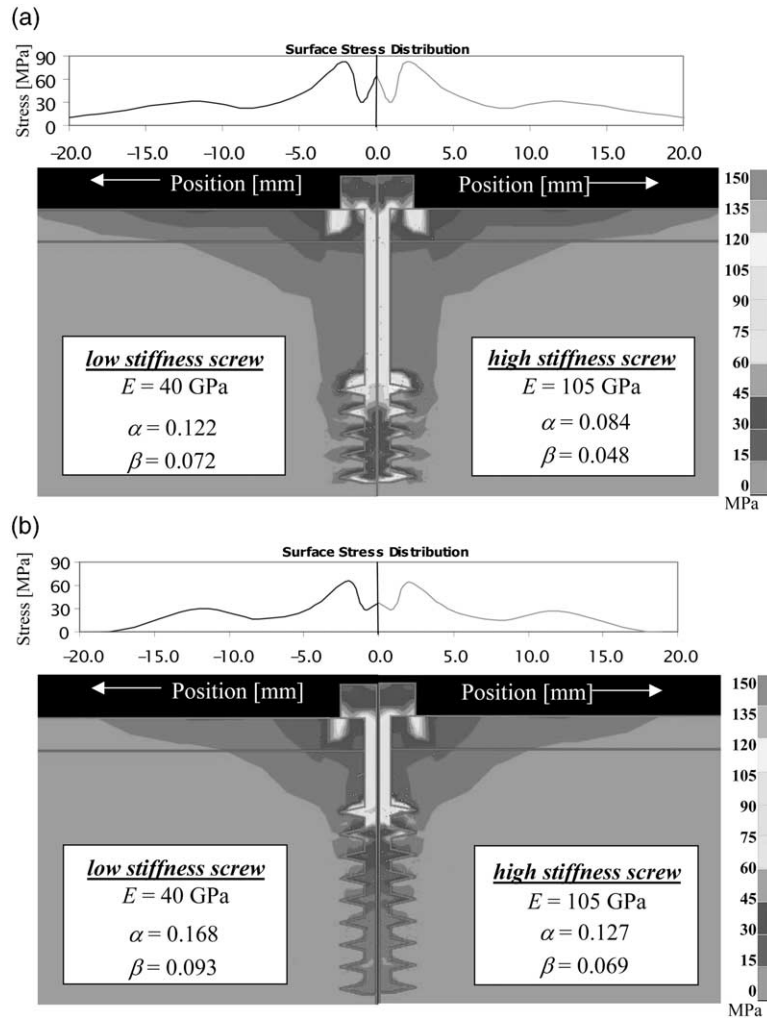 (a)
Surface Stress Distribution
Stress [MPa]
90
60
30
0
−20.0 −15.0 −10.0 −5.0 0.0 5.0 10.0 15.0 20.0
Position [mm] Position [mm]
150
135
120
105
90
75
60
45
30
15
0
MPa
low stiffness screw
E = 40 GPa
α = 0.122
β = 0.072
high stiffness screw
E = 105 GPa
α = 0.084
β = 0.048
(b)
Surface Stress Distribution
Stress [MPa]
90
60
30
0
−20.0 −15.0 −10.0 −5.0 0.0 5.0 10.0 15.0 20.0
Position [mm] Position [mm]
150
135
120
105
90
75
60
45
30
15
0
MPa
low stiffness screw
E = 40 GPa
α = 0.168
β = 0.093
high stiffness screw
E = 105 GPa
α = 0.127
β = 0.069